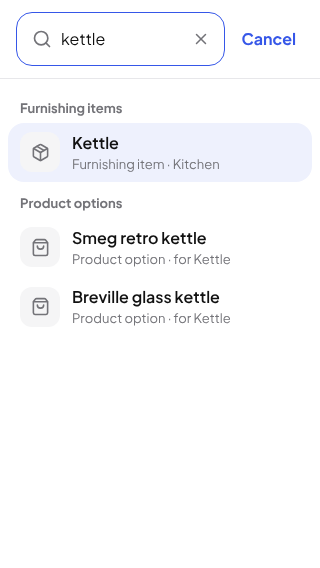 kettle
Cancel
Furnishing items
Kettle
Furnishing item · Kitchen
Product options
Smeg retro kettle
Product option · for Kettle
Breville glass kettle
Product option · for Kettle